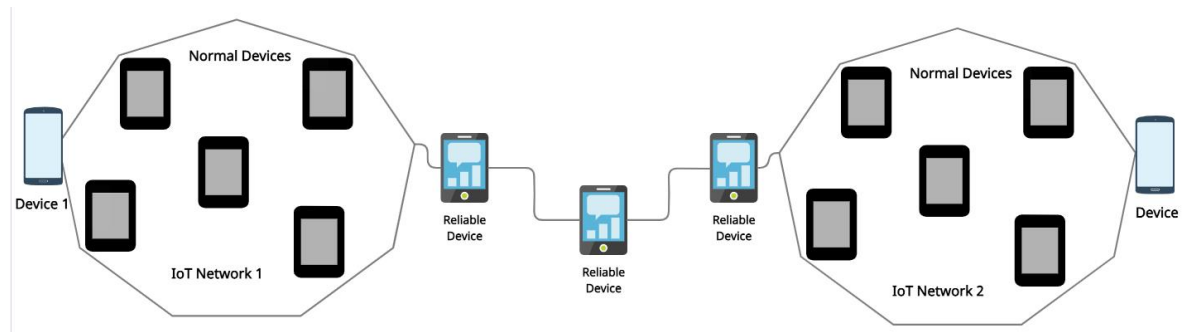 Normal Devices
Device 1
IoT Network 1
Reliable
Device
Reliable
Device
Reliable
Device
Normal Devices
Device
IoT Network 2